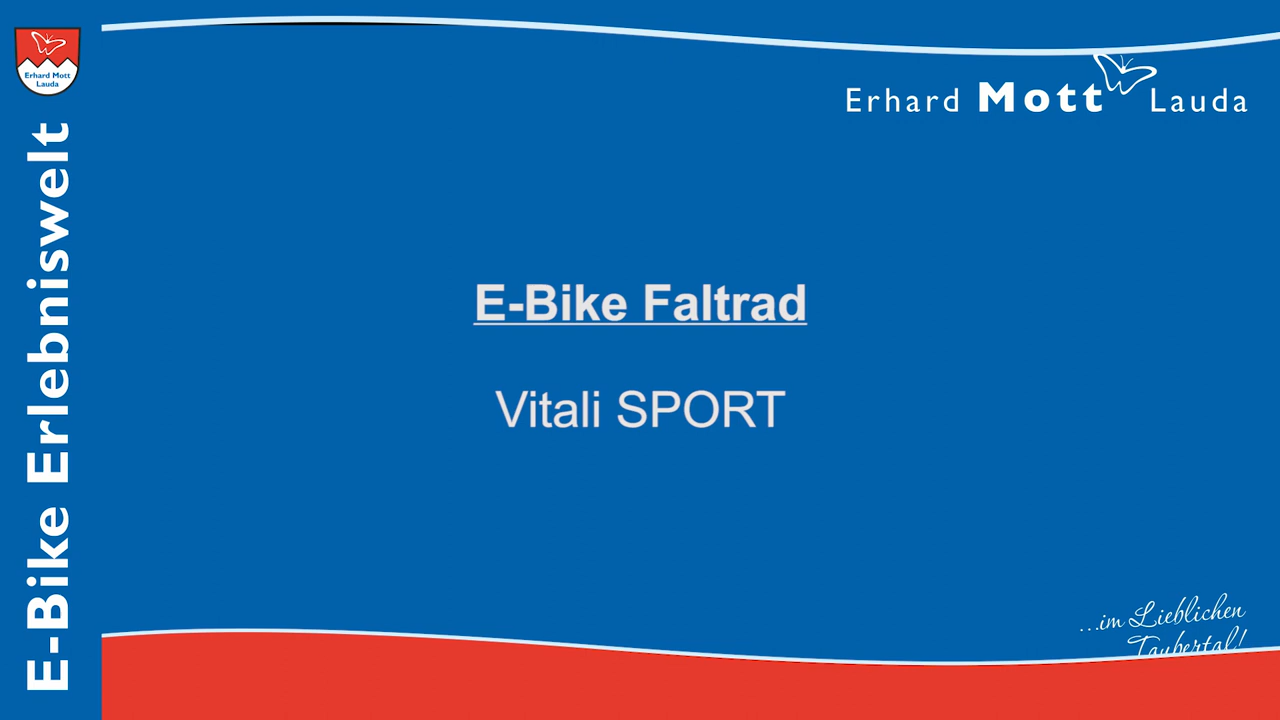 Erhard Mott
Lauda
E-Bike Erlebniswelt
Erhard Mott Lauda
E-Bike Faltrad
Vitali SPORT
...im Lieblichen
Taubertal!